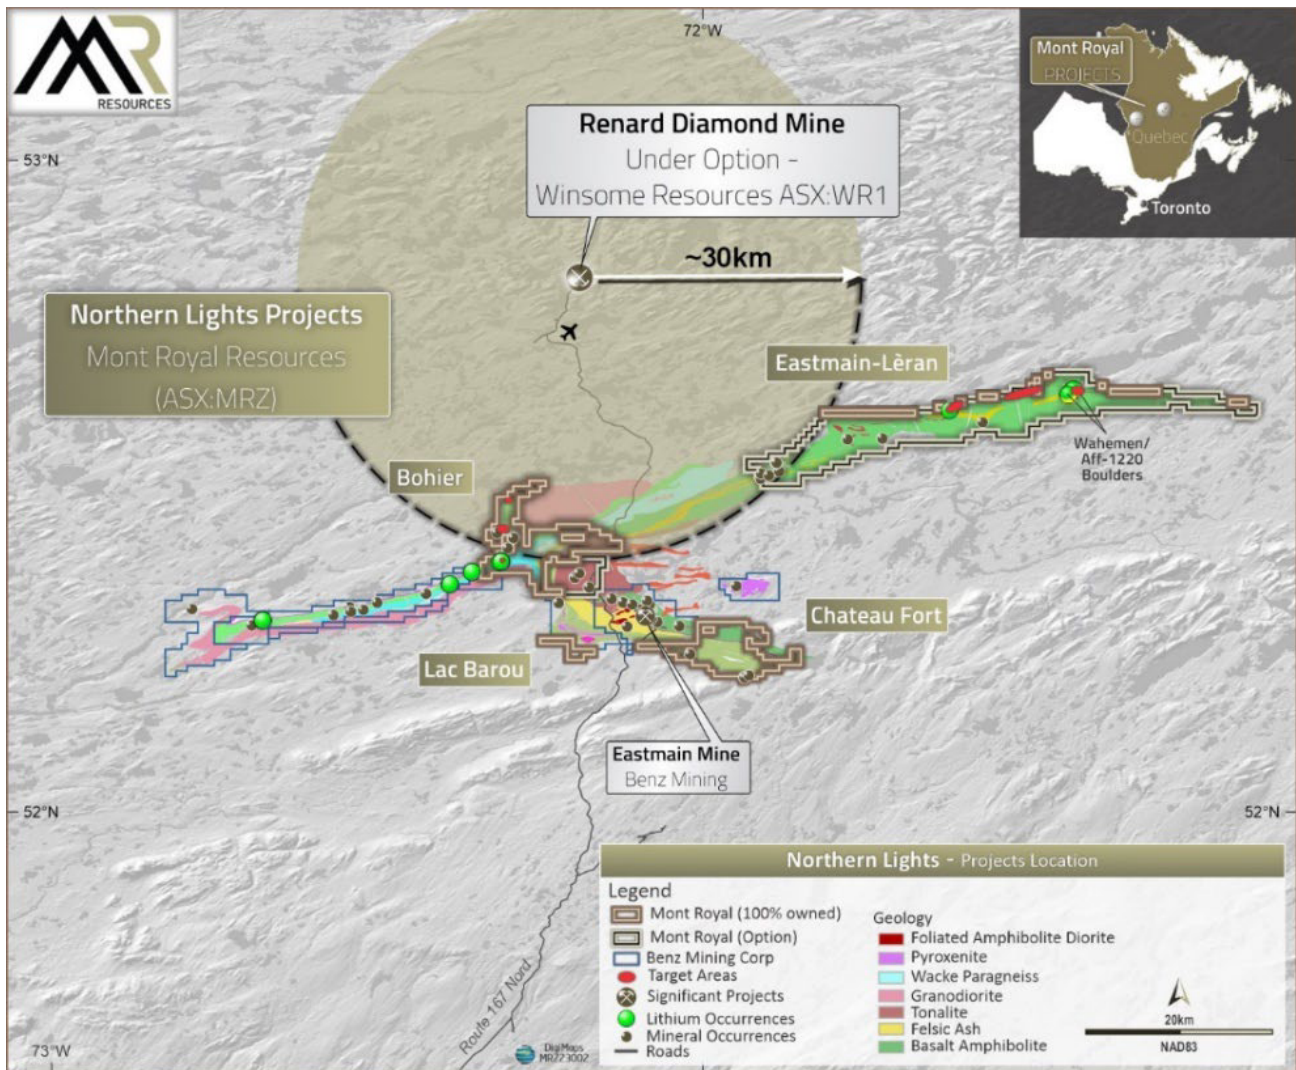 MR
RESOURCES
72°W
Mont Royal
PROJECTS
Quebec
Toronto
53°N
Renard Diamond Mine
Under Option -
Winsome Resources ASX:WR1
~30km
Northern Lights Projects
Mont Royal Resources
(ASX:MRZ)
Eastmain-Lèran
Wahemen/
Aff-1220
Boulders
Bohier
Chateau Fort
Lac Barou
Eastmain Mine
Benz Mining
52°N
52°N
Route 167 Nord
73°W
DigiMaps
MRZ23002
Northern Lights - Projects Location
Legend
Mont Royal (100% owned)
Mont Royal (Option)
Benz Mining Corp
Target Areas
Significant Projects
Lithium Occurrences
Mineral Occurrences
Roads
Geology
Foliated Amphibolite Diorite
Pyroxenite
Wacke Paragneiss
Granodiorite
Tonalite
Felsic Ash
Basalt Amphibolite
20km
NAD83